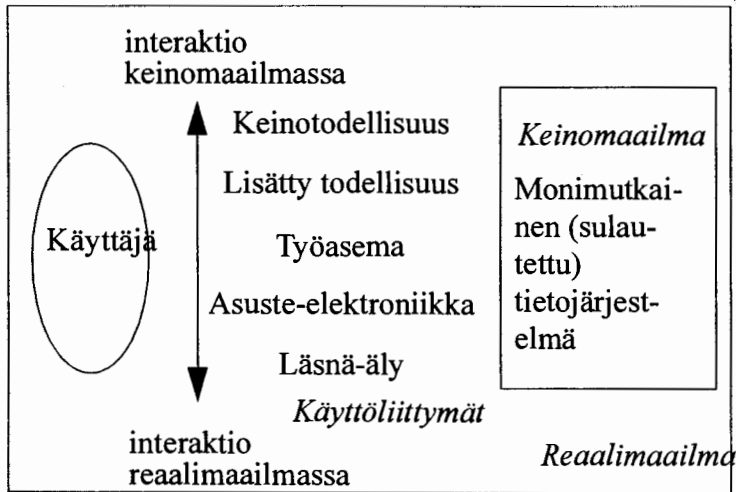 interaktio
keinomaailmassa
Keinotodellisuus
Lisätty todellisuus
Käyttäjä
Työasema
Asuste-elektroniikka
Läsnä-äly
Käyttöliittymät
interaktio
reaalimaailmassa
Keinomaailma
Monimutkai-
nen (sulau-
tettu)
tietojärjest-
elmä
Reaalimaailma